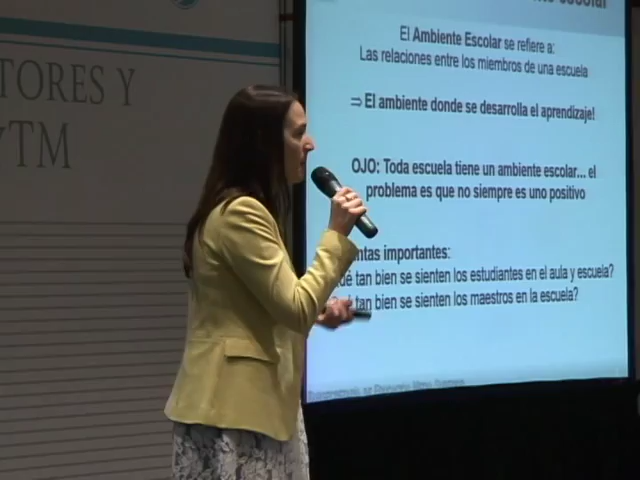 TORES Y
TM
escolar
El Ambiente Escolar se refiere a:
Las relaciones entre los miembros de una escuela
⇒ El ambiente donde se desarrolla el aprendizaje!
OJO: Toda escuela tiene un ambiente escolar... el
problema es que no siempre es uno positivo
ntas importantes:
é tan bien se sienten los estudiantes en el aula y escuela?
tan bien se sienten los maestros en la escuela?